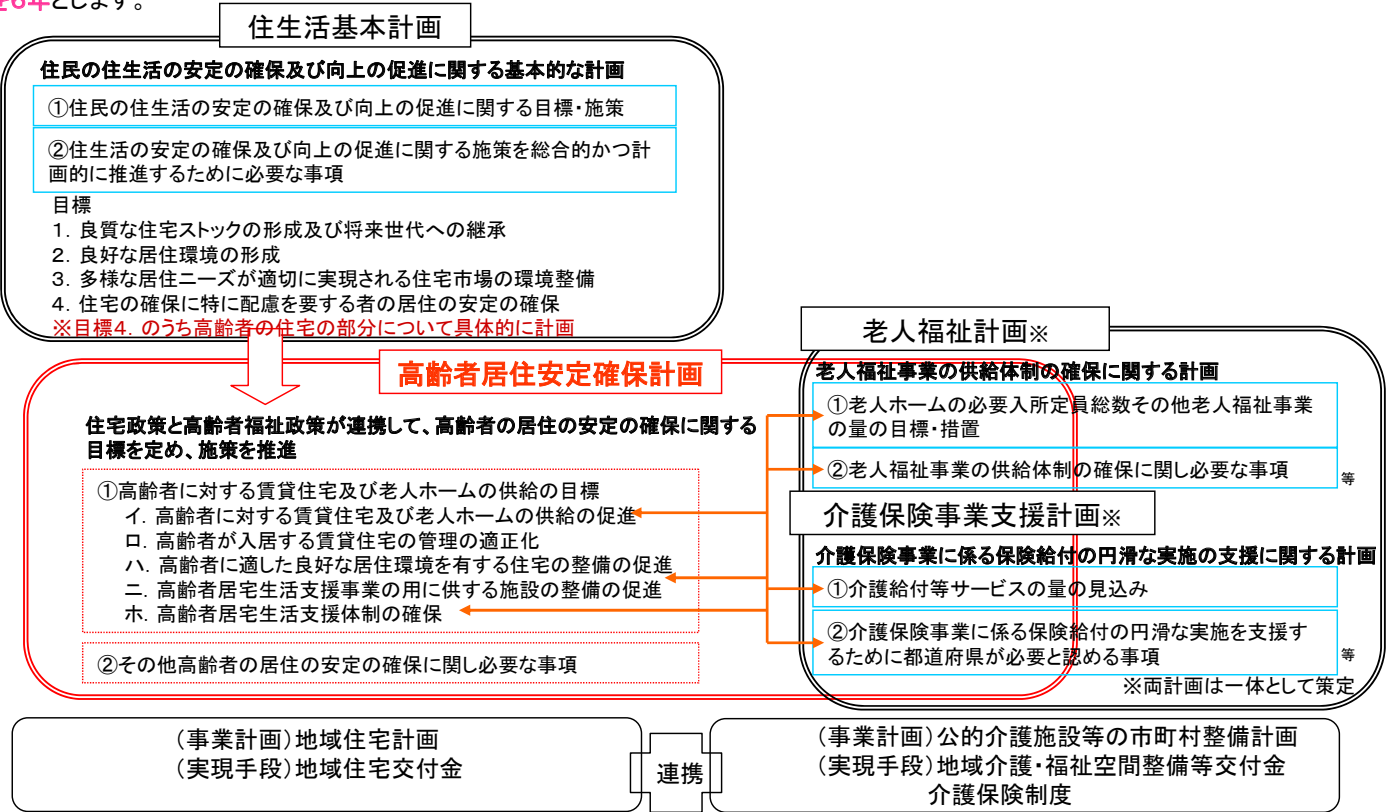 を6年とします。
住生活基本計画
住民の住生活の安定の確保及び向上の促進に関する基本的な計画
①住民の住生活の安定の確保及び向上の促進に関する目標・施策
②住生活の安定の確保及び向上の促進に関する施策を総合的かつ計
画的に推進するために必要な事項
目標
1．良質な住宅ストックの形成及び将来世代への継承
2．良好な居住環境の形成
3．多様な居住ニーズが適切に実現される住宅市場の環境整備
4．住宅の確保に特に配慮を要する者の居住の安定の確保
※目標4．のうち高齢者の住宅の部分について具体的に計画
高齢者居住安定確保計画
住宅政策と高齢者福祉政策が連携して、高齢者の居住の安定の確保に関する
目標を定め、施策を推進
①高齢者に対する賃貸住宅及び老人ホームの供給の目標
イ．高齢者に対する賃貸住宅及び老人ホームの供給の促進
ロ．高齢者が入居する賃貸住宅の管理の適正化
ハ．高齢者に適した良好な居住環境を有する住宅の整備の促進
ニ．高齢者居宅生活支援事業の用に供する施設の整備の促進
ホ．高齢者居宅生活支援体制の確保
②その他高齢者の居住の安定の確保に関し必要な事項
老人福祉計画※
老人福祉事業の供給体制の確保に関する計画
①老人ホームの必要入所定員総数その他老人福祉事業
の量の目標・措置
②老人福祉事業の供給体制の確保に関し必要な事項
等
介護保険事業支援計画※
介護保険事業に係る保険給付の円滑な実施の支援に関する計画
①介護給付等サービスの量の見込み
②介護保険事業に係る保険給付の円滑な実施を支援す
るために都道府県が必要と認める事項
等
※両計画は一体として策定
（事業計画）地域住宅計画
（実現手段）地域住宅交付金
連携
（事業計画）公的介護施設等の市町村整備計画
（実現手段）地域介護・福祉空間整備等交付金
介護保険制度